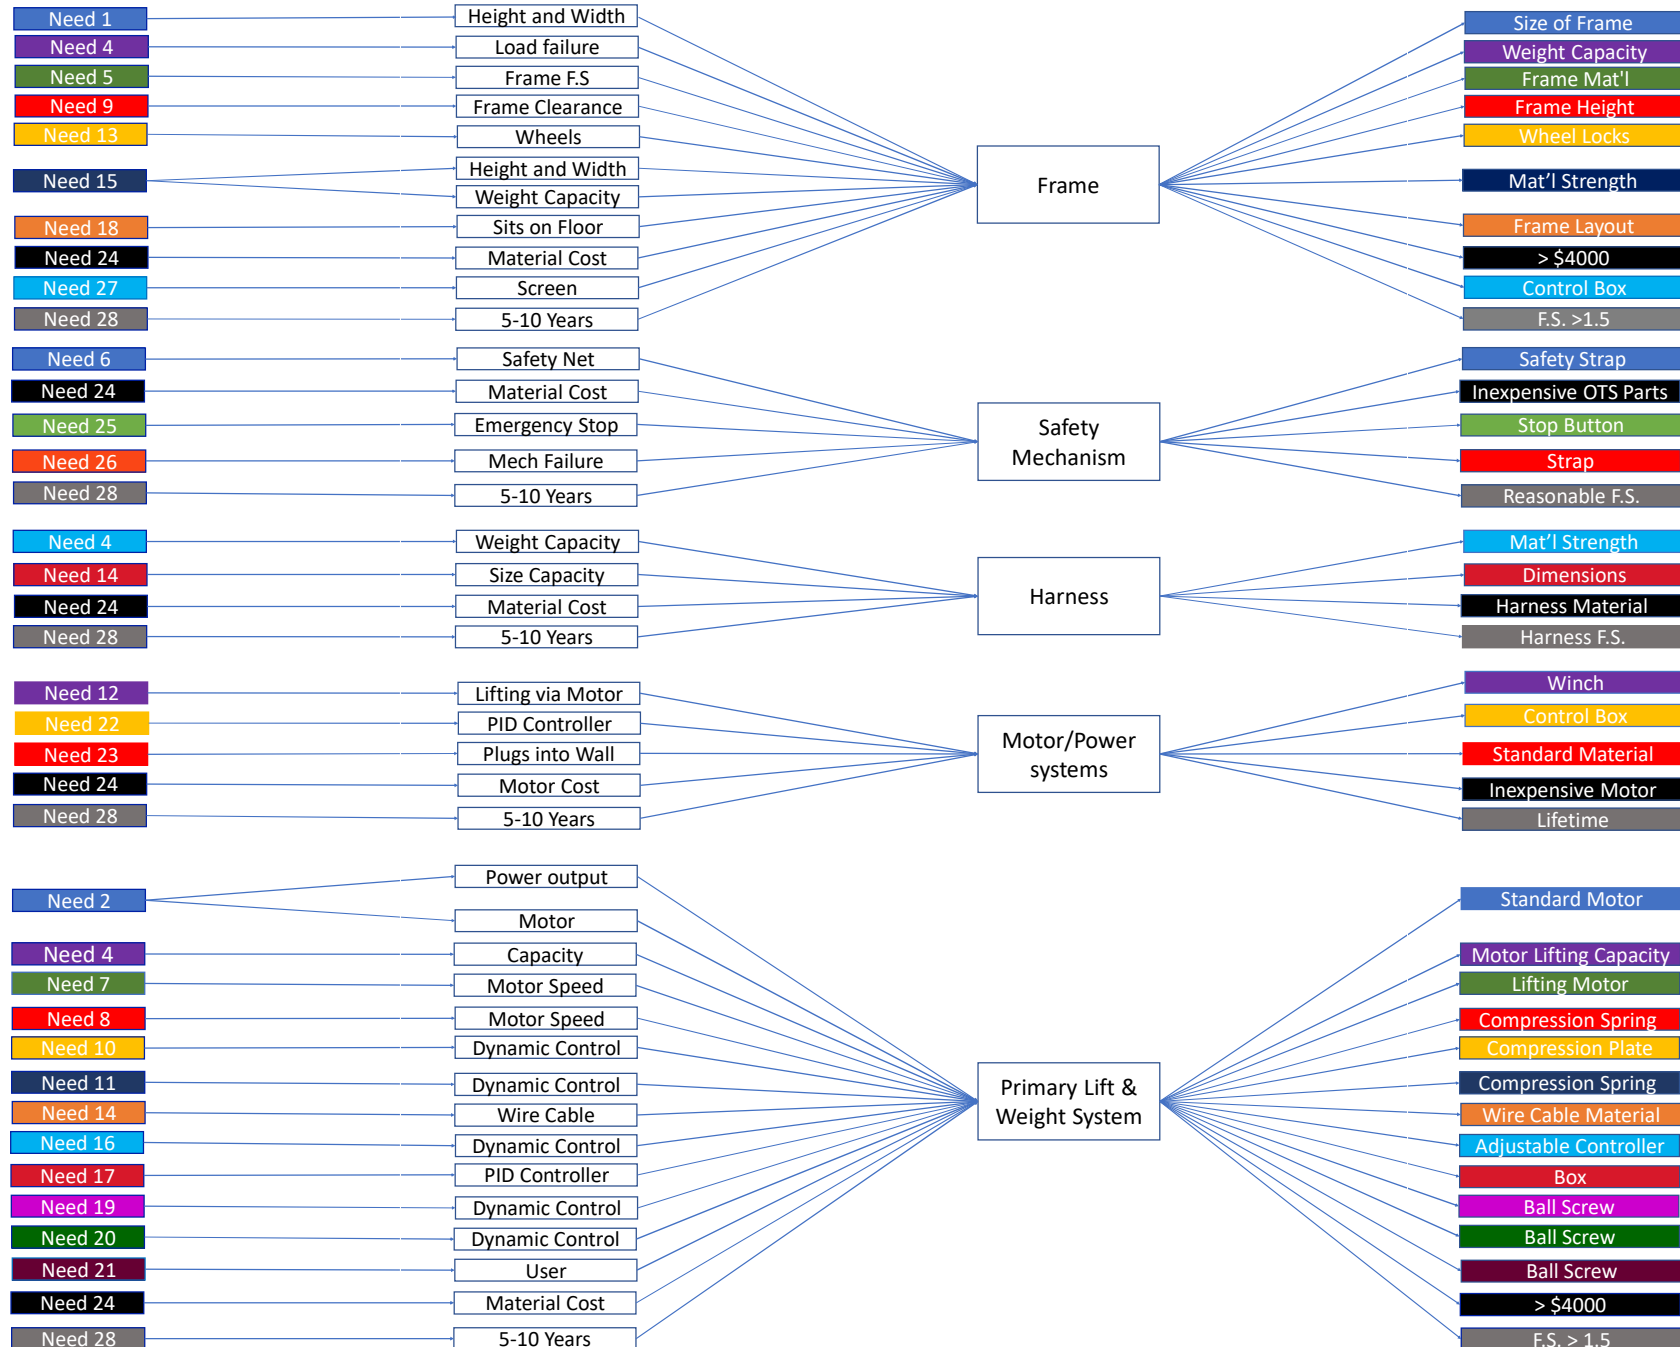 Need 1 Height and Width Size of Frame
Need 4 Load failure Weight Capacity
Need 5 Frame F.S Frame Mat'l
Need 9 Frame Clearance Frame Height
Need 13 Wheels Wheel Locks
Height and Width
Need 15 Frame Mat’l Strength
Weight Capacity
Need 18 Sits on Floor Frame Layout
Need 24 Material Cost > $4000
Need 27 Screen Control Box
Need 28 5-10 Years F.S. >1.5
Need 6 Safety Net Safety Strap
Need 24 Material Cost Inexpensive OTS Parts
Need 25 Emergency Stop Safety Stop Button
Need 26 Mech Failure Mechanism Strap
Need 28 5-10 Years Reasonable F.S.
Need 4 Weight Capacity Mat’l Strength
Need 14 Size Capacity Dimensions
Harness
Need 24 Material Cost Harness Material
Need 28 5-10 Years Harness F.S.
Need 12 Lifting via Motor Winch
Need 22 PID Controller Control Box
Motor/Power
Need 23 Plugs into Wall Standard Material
systems
Need 24 Motor Cost Inexpensive Motor
Need 28 5-10 Years Lifetime
Power output
Need 2 Standard Motor
Motor
Need 4 Capacity Motor Lifting Capacity
Need 7 Motor Speed Lifting Motor
Need 8 Motor Speed Compression Spring
Need 10 Dynamic Control Compression Plate
Need 11 Dynamic Control Primary Lift & Compression Spring
Need 14 Wire Cable Weight System Wire Cable Material
Need 16 Dynamic Control Adjustable Controller
Need 17 PID Controller Box
Need 19 Dynamic Control Ball Screw
Need 20 Dynamic Control Ball Screw
Need 21 User Ball Screw
Need 24 Material Cost > $4000
Need 28 5-10 Years F.S. > 1.5